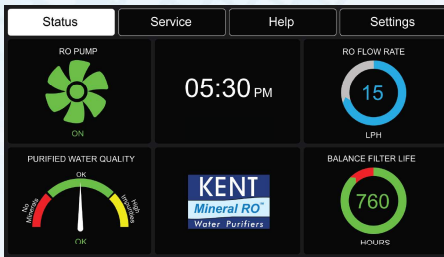 Status
Service
Help
Settings
RO PUMP
ON
05:30 PM
RO FLOW RATE
15
LPH
PURIFIED WATER QUALITY
OK
No Minerals
High Impurities
OK
KENT
Mineral RO™
Water Purifiers
BALANCE FILTER LIFE
760
HOURS